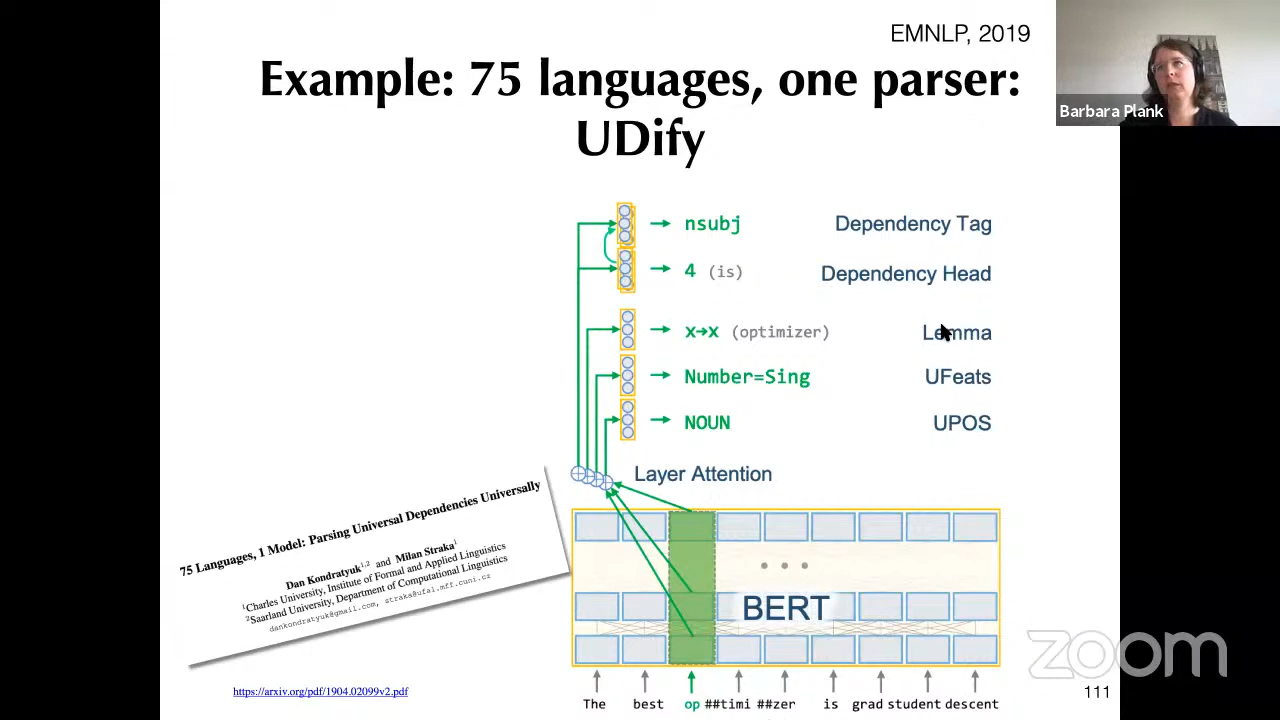 EMNLP, 2019
Example: 75 languages, one parser:
UDify
Barbara Plank
nsubj
Dependency Tag
4 (is)
Dependency Head
x→x (optimizer)
Lemma
Number=Sing
UFeats
NOUN
UPOS
Layer Attention
75 Languages, 1 Model: Parsing Universal Dependencies Universally
Dan Kondratyuk1,2 and Milan Straka1
1Charles University, Institute of Formal and Applied Linguistics
2Saarland University, Department of Computational Linguistics
dankondratyuk@gmail.com, straka@ufal.mff.cuni.cz
BERT
zoom
https://arxiv.org/pdf/1904.02099v2.pdf
111
The best op ##timi ##zer is grad student descent